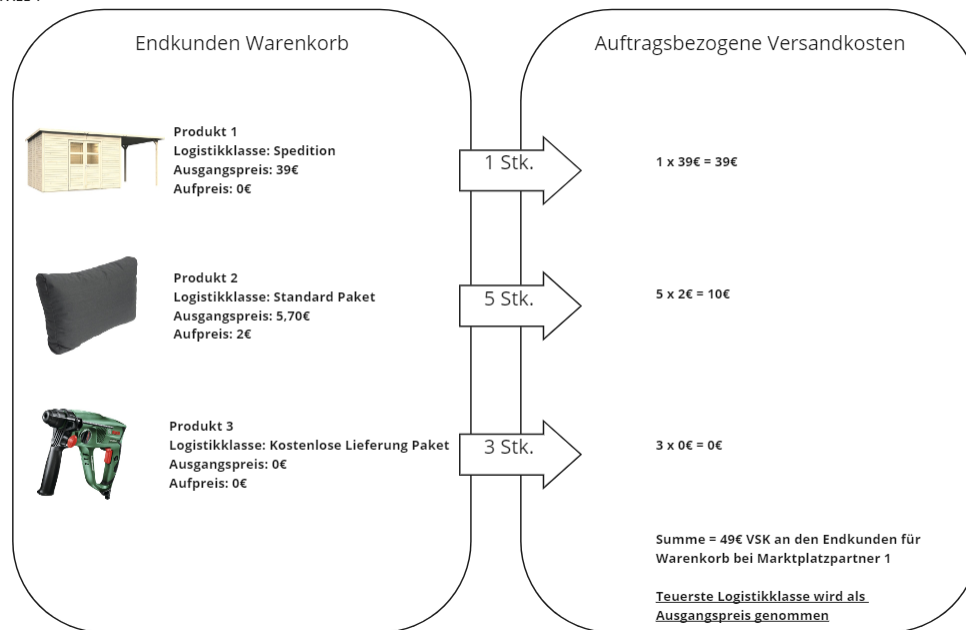 Endkunden Warenkorb
Auftragsbezogene Versandkosten
Produkt 1
Logistikklasse: Spedition
Ausgangspreis: 39€
Aufpreis: 0€
1 Stk.
1 x 39€ = 39€
Produkt 2
Logistikklasse: Standard Paket
Ausgangspreis: 5,70€
Aufpreis: 2€
5 Stk.
5 x 2€ = 10€
Produkt 3
Logistikklasse: Kostenlose Lieferung Paket
Ausgangspreis: 0€
Aufpreis: 0€
3 Stk.
3 x 0€ = 0€
Summe = 49€ VSK an den Endkunden für
Warenkorb bei Marktplatzpartner 1
Teuerste Logistikklasse wird als
Ausgangspreis genommen